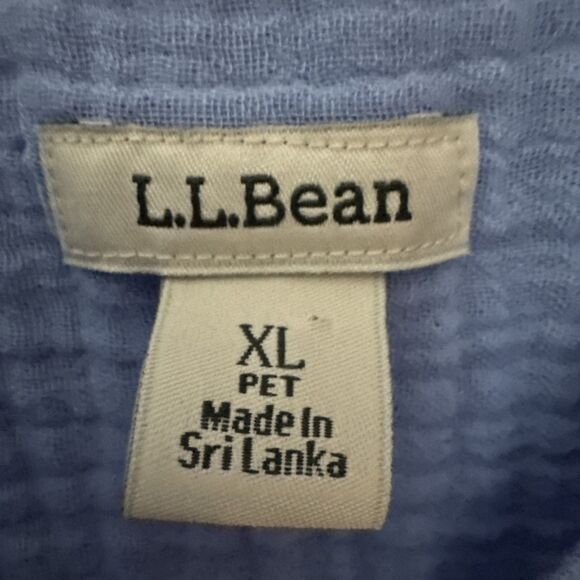 L.L.Bean
XL
PET
Made In
Sri Lanka